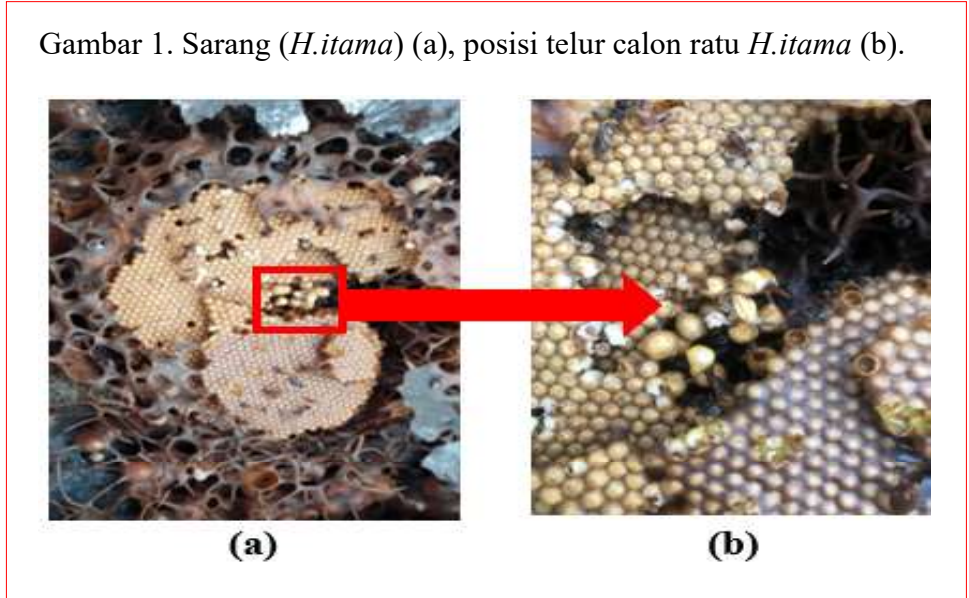 Gambar 1. Sarang (H.itama) (a), posisi telur calon ratu H.itama (b).
(a)
(b)